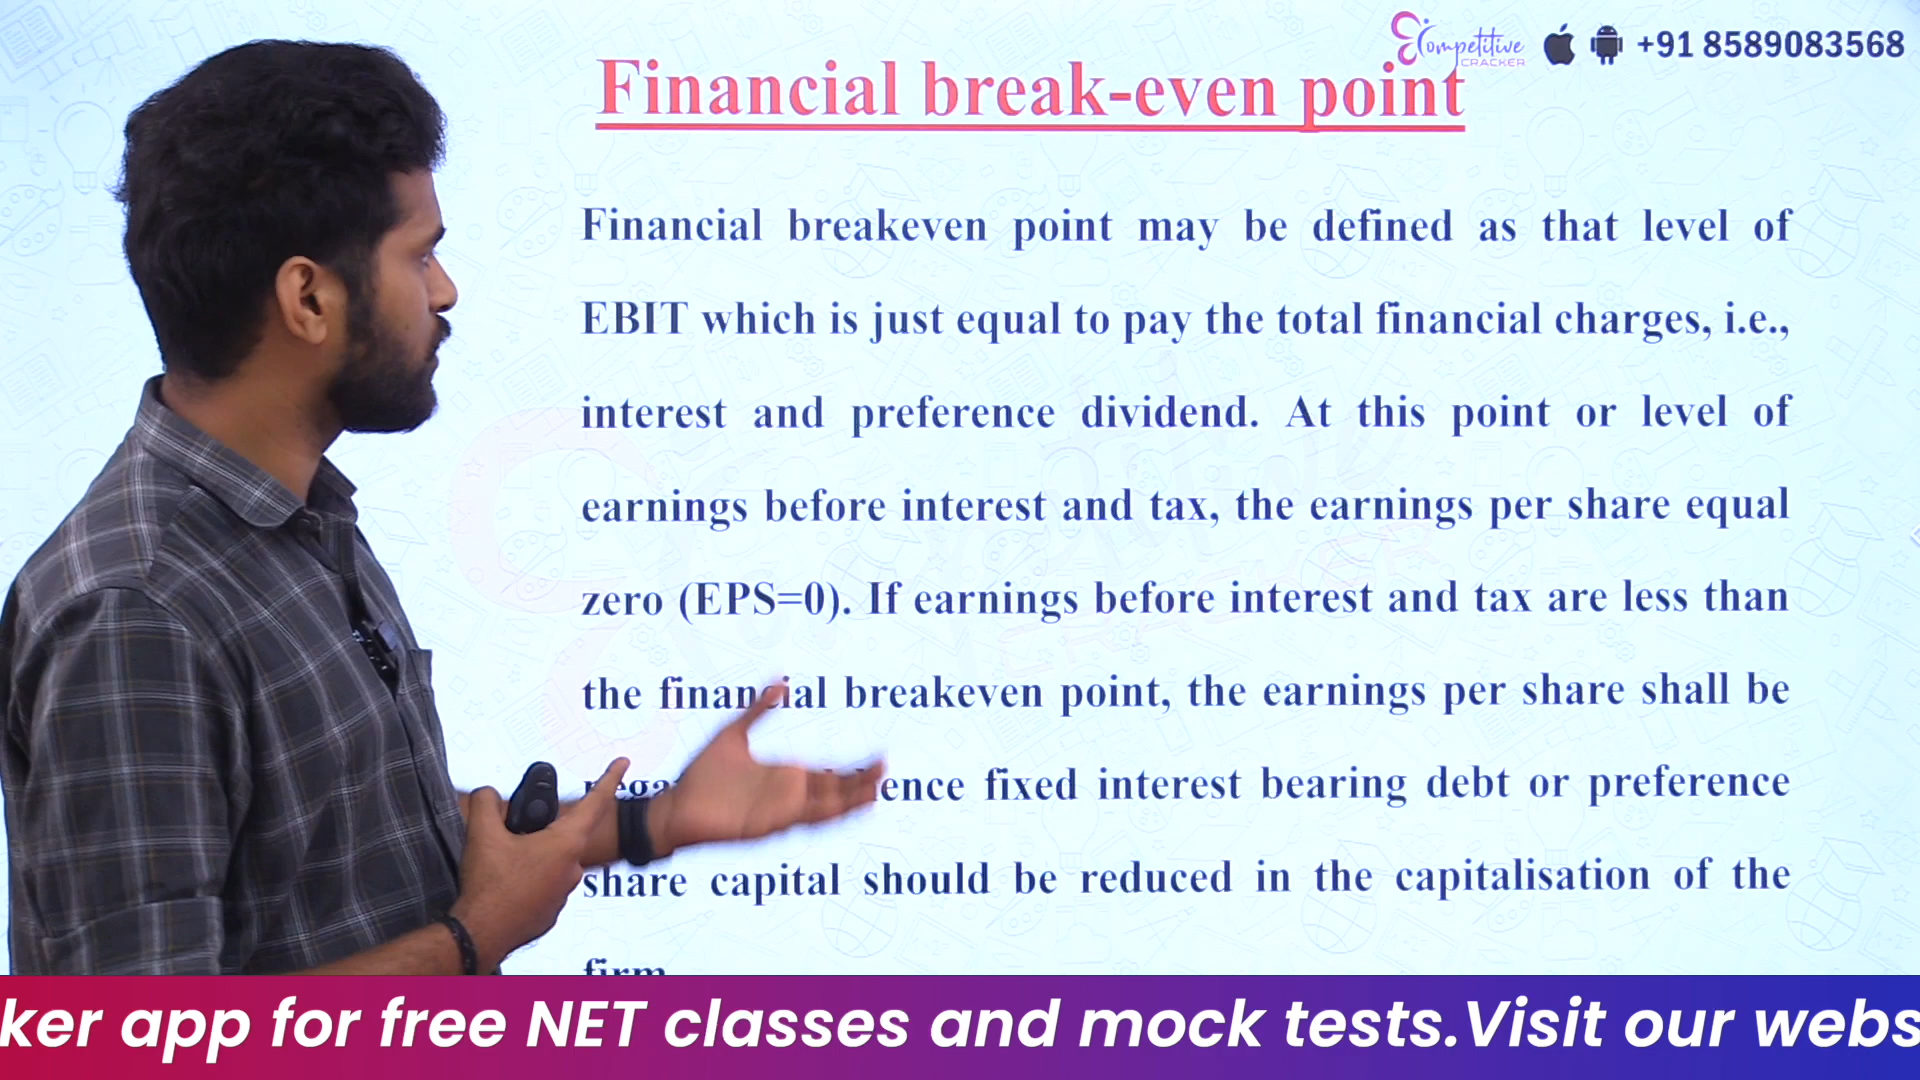 Competitive
CRACKER
+91 8589083568
Financial break-even point
Financial breakeven point may be defined as that level of
EBIT which is just equal to pay the total financial charges, i.e.,
interest and preference dividend. At this point or level of
earnings before interest and tax, the earnings per share equal
zero (EPS=0). If earnings before interest and tax are less than
the financial breakeven point, the earnings per share shall be
fixed interest bearing debt or preference
share capital should be reduced in the capitalisation of the
firm
ker app for free NET classes and mock tests.Visit our webs